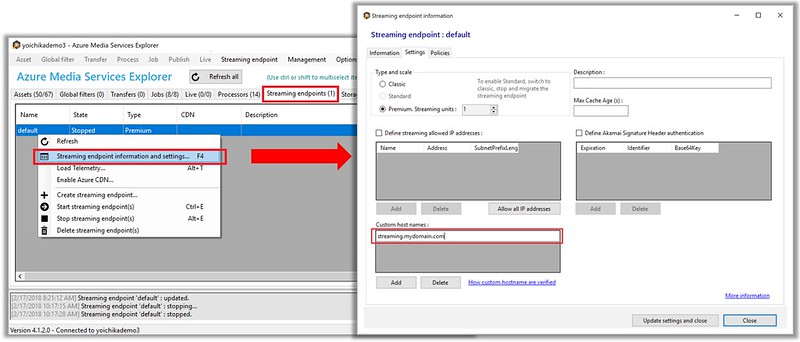 yoichikademo3 - Azure Media Services Explorer
Asset Global filter Transfer Process Job Publish Live Streaming endpoint Management Options
Azure Media Services Explorer
Refresh all
(Use ctrl or shift to multiselect ite
Assets (50/67) Global filters (0) Transfers (0) Jobs (8/8) Live (0/0) Processors (14) Streaming endpoints (1) Stora
Name State Type CDN Description
default Stopped Premium
Refresh
Streaming endpoint information and settings... F4
Load Telemetry... Alt+T
Enable Azure CDN...
Create streaming endpoint...
Start streaming endpoint(s) Ctrl+E
Stop streaming endpoint(s) Alt+E
Delete streaming endpoint(s)
[2/17/2018 8:21:12 AM] Streaming endpoint 'default' : updated.
[2/17/2018 10:17:15 AM] Streaming endpoint 'default' : stopping...
[2/17/2018 10:17:28 AM] Streaming endpoint 'default' : stopped.
Version 4.1.2.0 - Connected to yoichikademo3
Streaming endpoint information
Streaming endpoint : default
Information Settings Policies
Type and scale
Classic
Standard
Premium. Streaming units : 1
To enable Standard, switch to
classic, stop and migrate the
streaming endpoint
Description :
Max Cache Age (s) :
Define streaming allowed IP addresses :
Name Address SubnetPrefixLeng
Add Delete Allow all IP addresses
Define Akamai Signature Header authentication :
Expiration Identifier Base64Key
Add Delete
Custom host names :
streaming.mydomain.com
Add Delete How custom hostname are verified
More information
Update settings and close Close